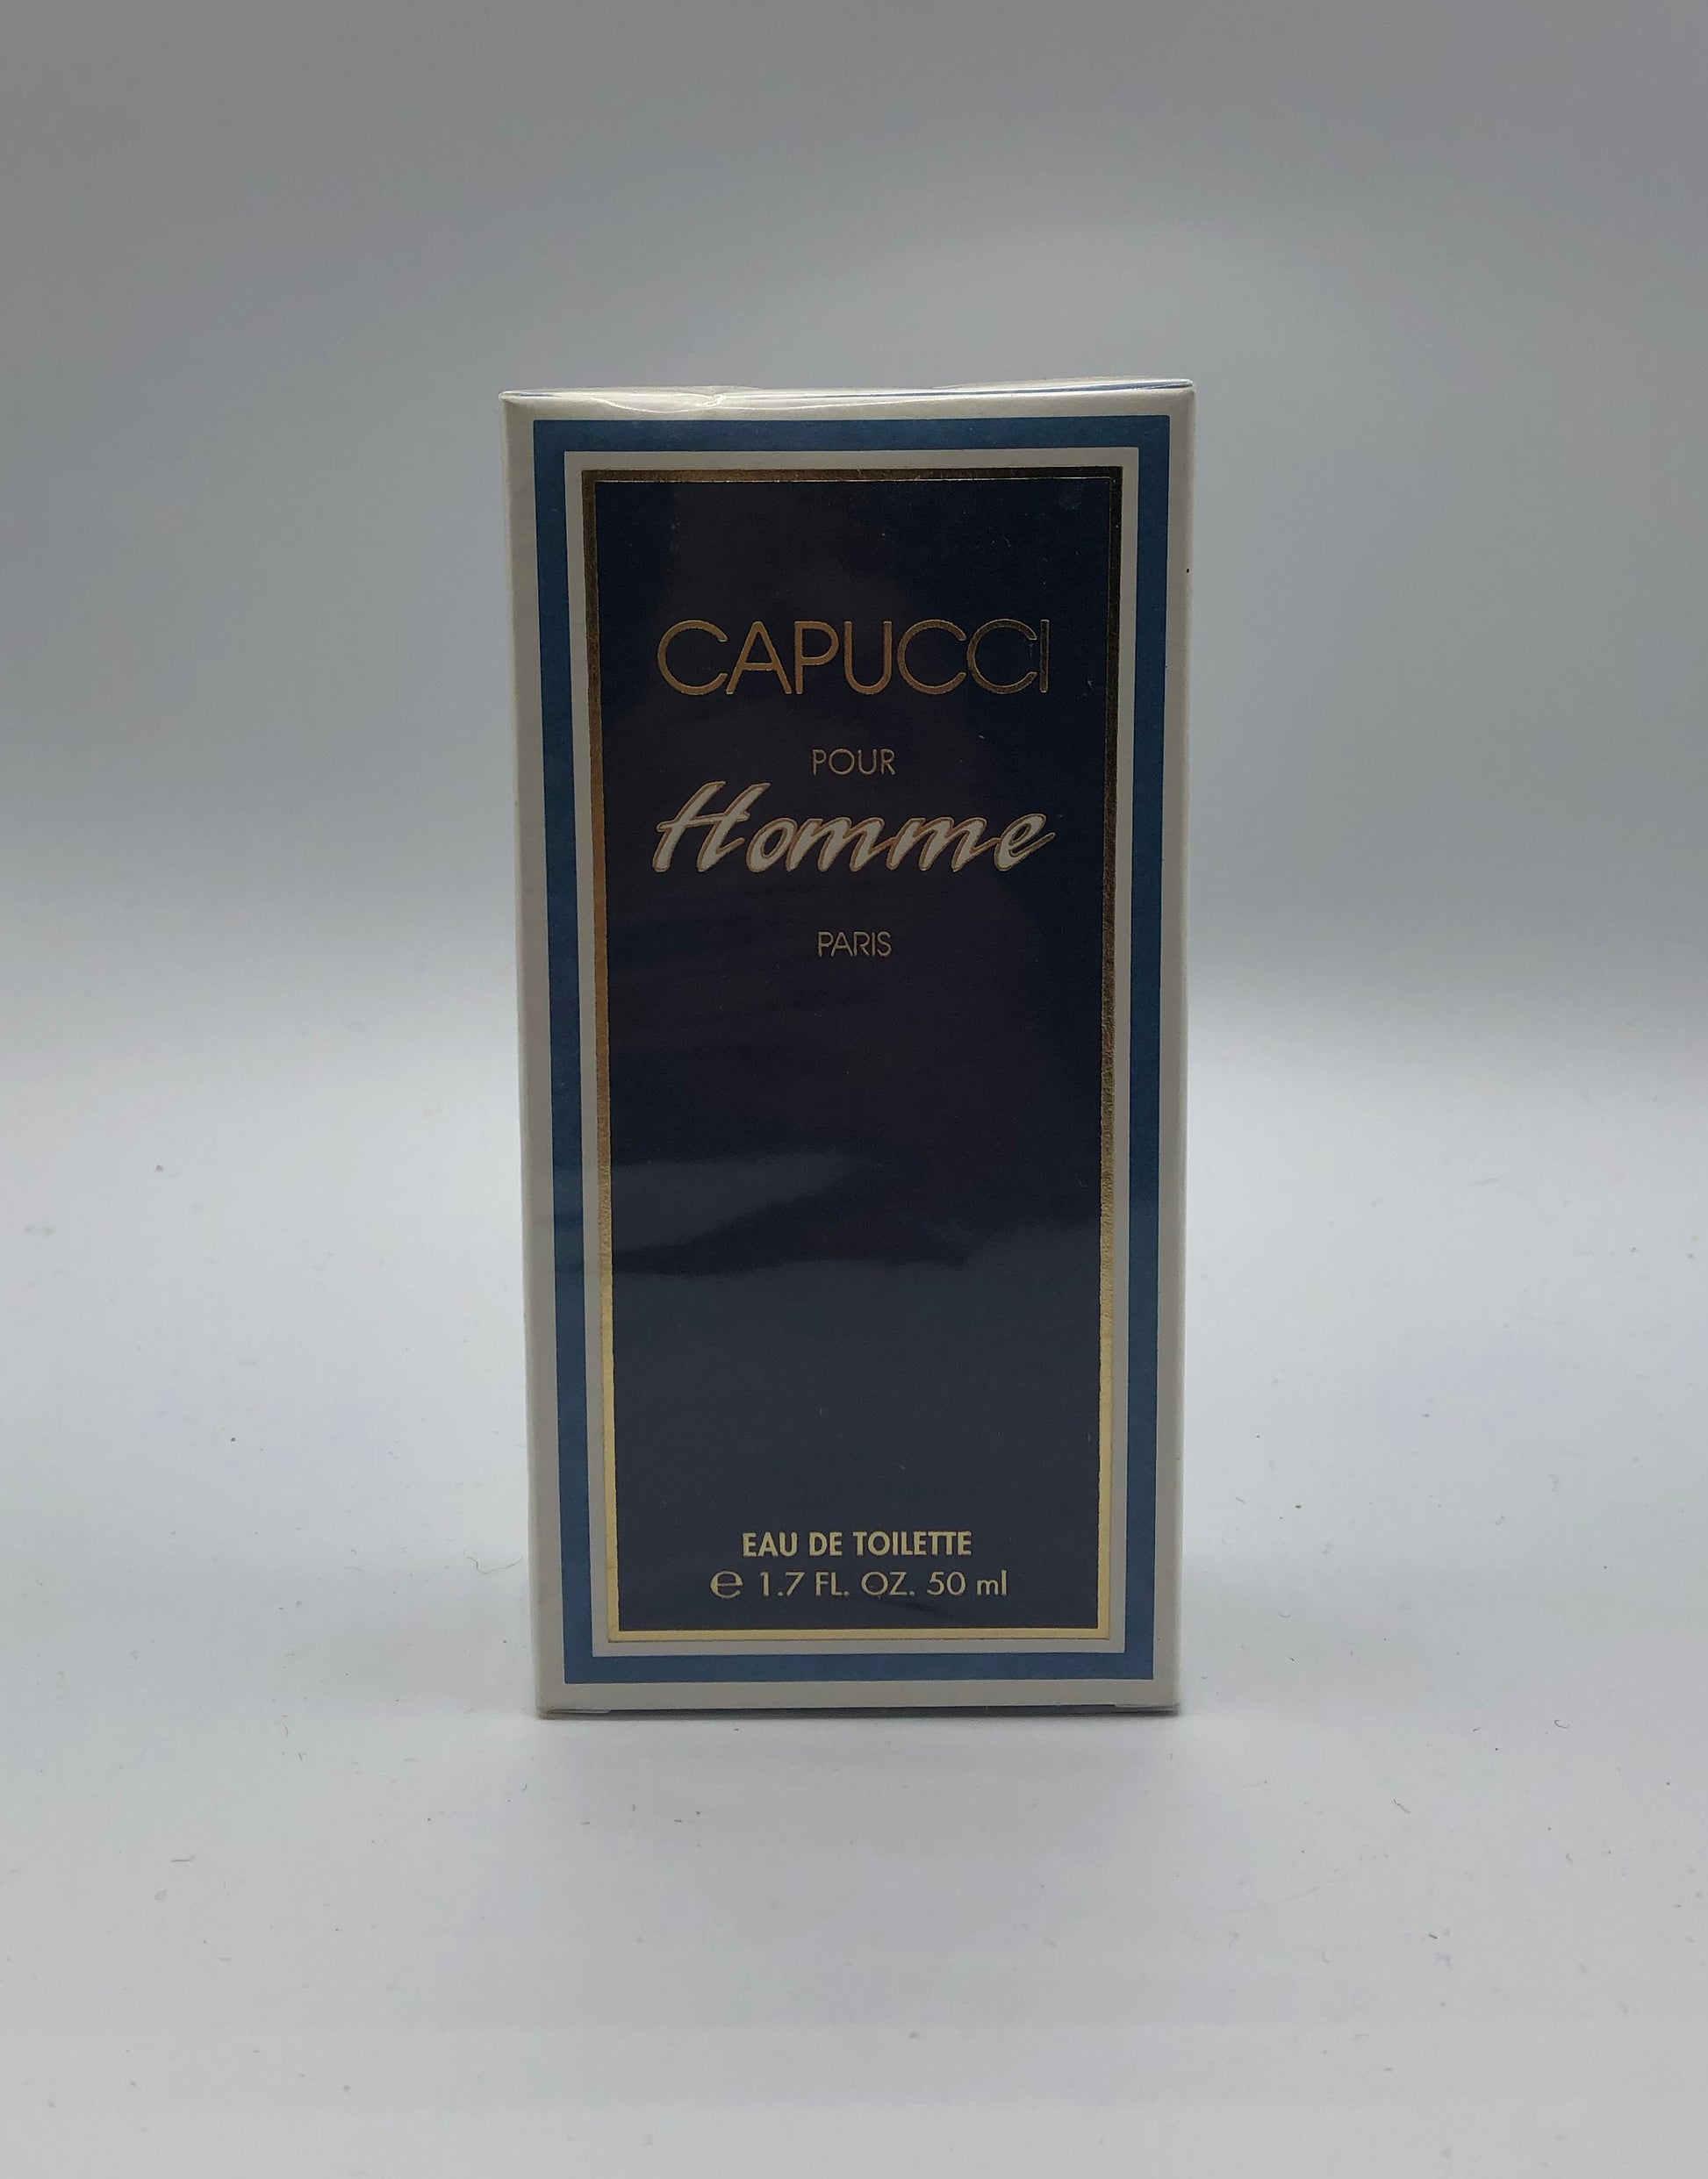 CAPUCCI
POUR
Homme
PARIS
EAU DE TOILETTE
℮ 1.7 FL. OZ. 50 ml